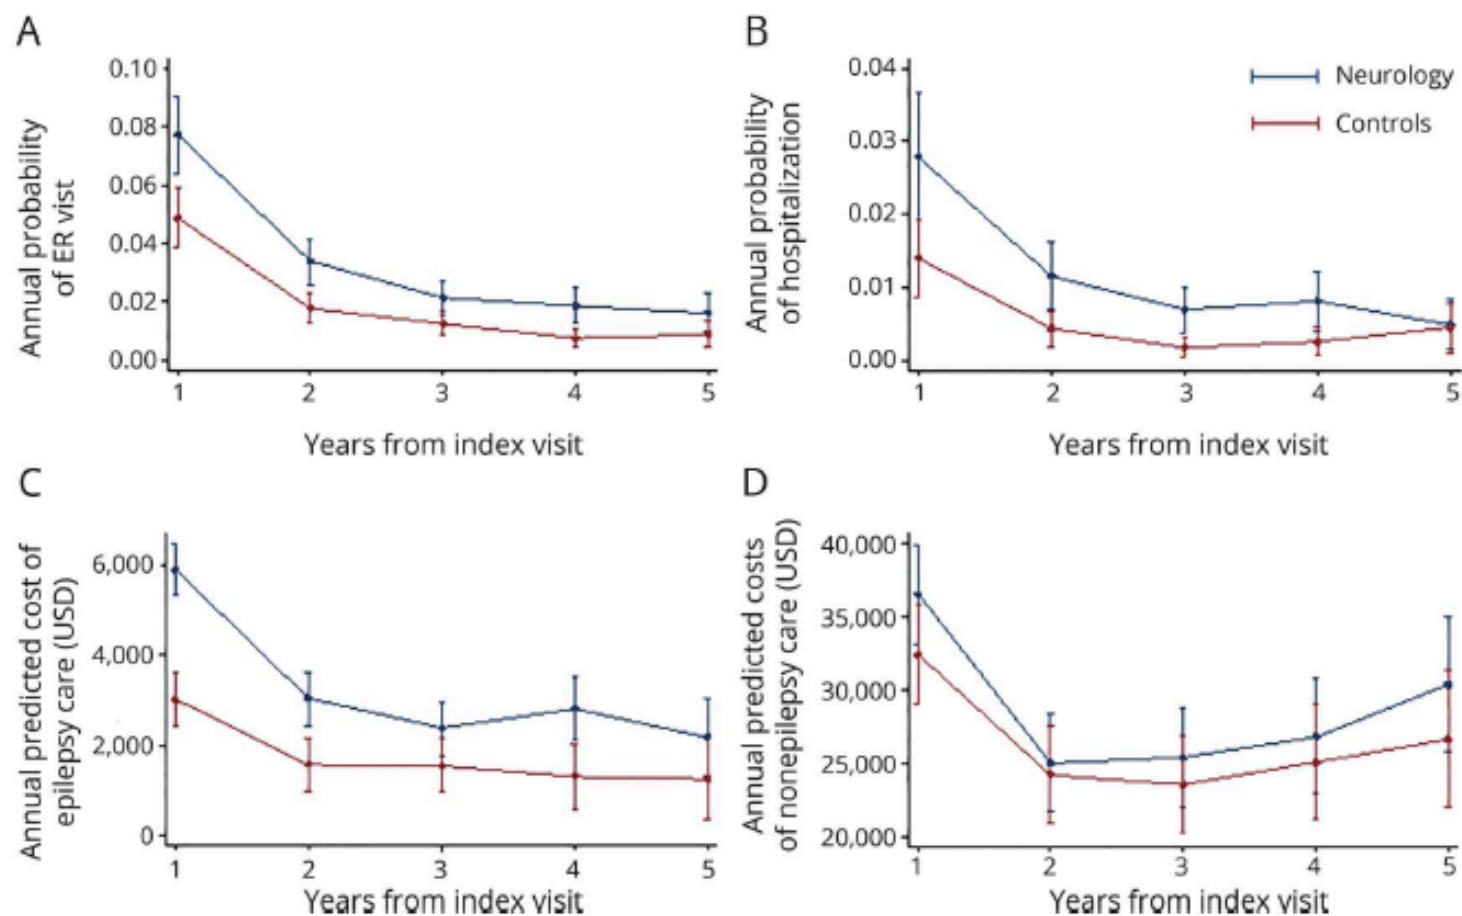 A
Annual probability
of ER vist
0.10
0.08
0.06
0.04
0.02
0.00
1 2 3 4 5
Years from index visit
B
Annual probability
of hospitalization
0.04
0.03
0.02
0.01
0.00
1 2 3 4 5
Years from index visit
Neurology
Controls
C
Annual predicted cost of
epilepsy care (USD)
6,000
4,000
2,000
0
1 2 3 4 5
Years from index visit
D
Annual predicted costs
of nonepilepsy care (USD)
40,000
35,000
30,000
25,000
20,000
1 2 3 4 5
Years from index visit